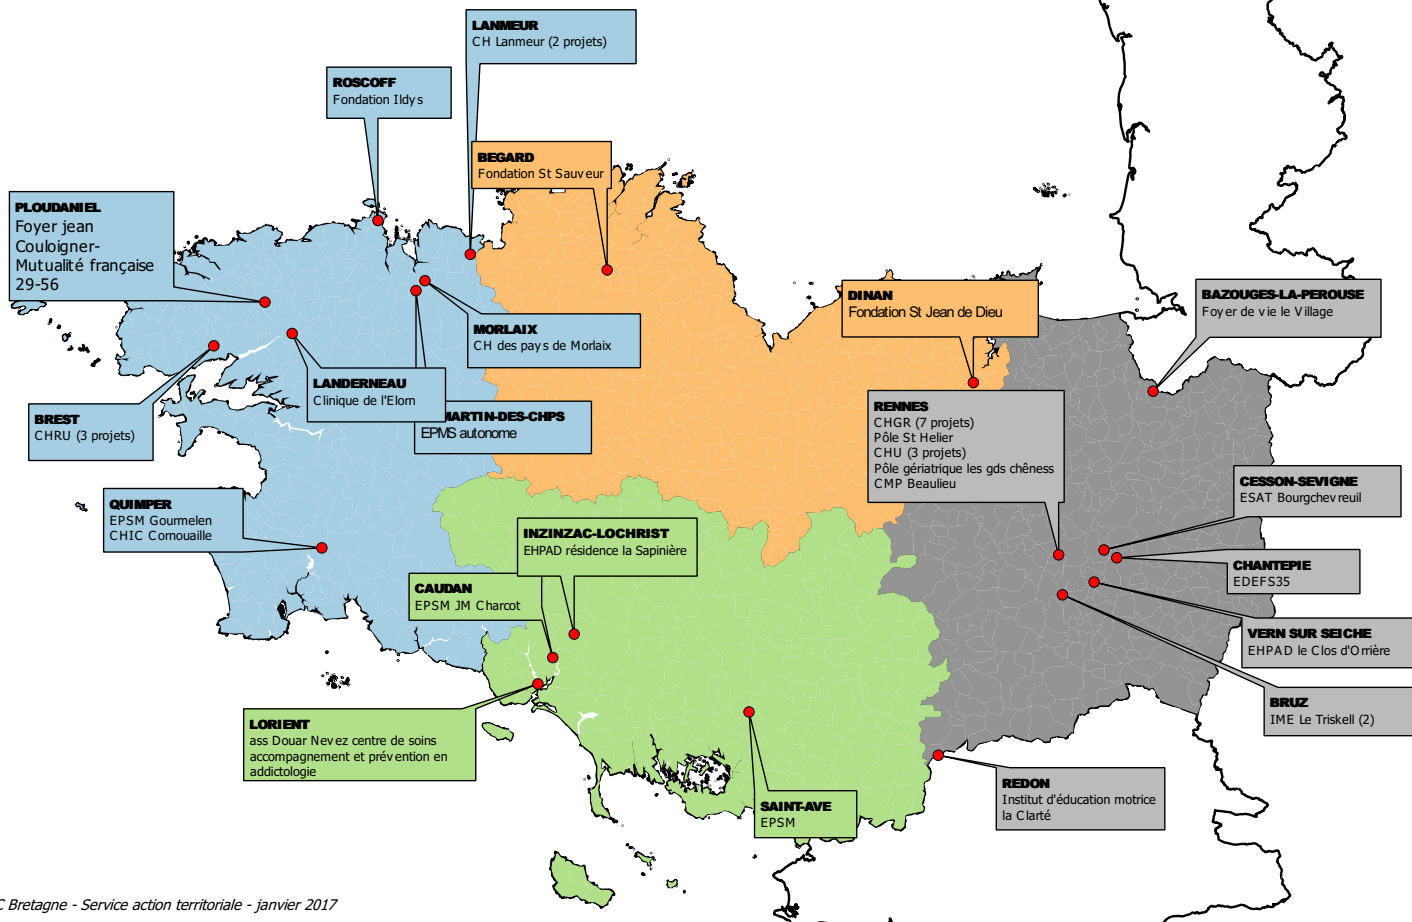 LANMEUR
CH Lanmeur (2 projets)
ROSCOFF
Fondation Ildys
BEGARD
Fondation St Sauveur
PLOUDANIEL
Foyer jean
Couloigner-
Mutualité française
29-56
DINAN
Fondation St Jean de Dieu
BAZOUGES-LA-PEROUSE
Foyer de vie le Village
MORLAIX
CH des pays de Morlaix
LANDERNEAU
Clinique de l'Elorn
BREST
CHRU (3 projets)
MARTIN-DES-CHPS
EPMS autonome
RENNES
CHGR (7 projets)
Pôle St Helier
CHU (3 projets)
Pôle gériatrique les gds chêness
CMP Beaulieu
CESSON-SEVIGNE
ESAT Bourgchevreuil
QUIMPER
EPSM Gourmelen
CHIC Cornouaille
INZINZAC-LOCHRIST
EHPAD résidence la Sapinière
CHANTEPIE
EDEFS35
CAUDAN
EPSM JM Charcot
VERN SUR SEICHE
EHPAD le Clos d'Orrière
BRUZ
IME Le Triskell (2)
LORIENT
ass Douar Nevez centre de soins
accompagnement et prévention en
addictologie
REDON
Institut d'éducation motrice
la Clarté
SAINT-AVE
EPSM
C Bretagne - Service action territoriale - janvier 2017